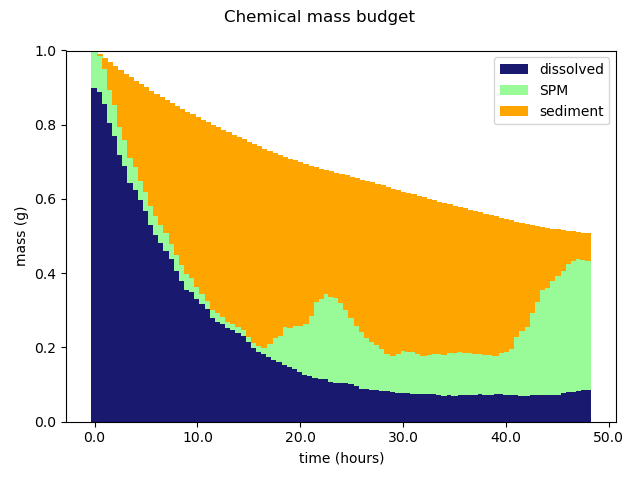 Chemical mass budget
1.0
0.8
0.6
0.4
0.2
0.0
mass (g)
dissolved
SPM
sediment
0.0 10.0 20.0 30.0 40.0 50.0
time (hours)